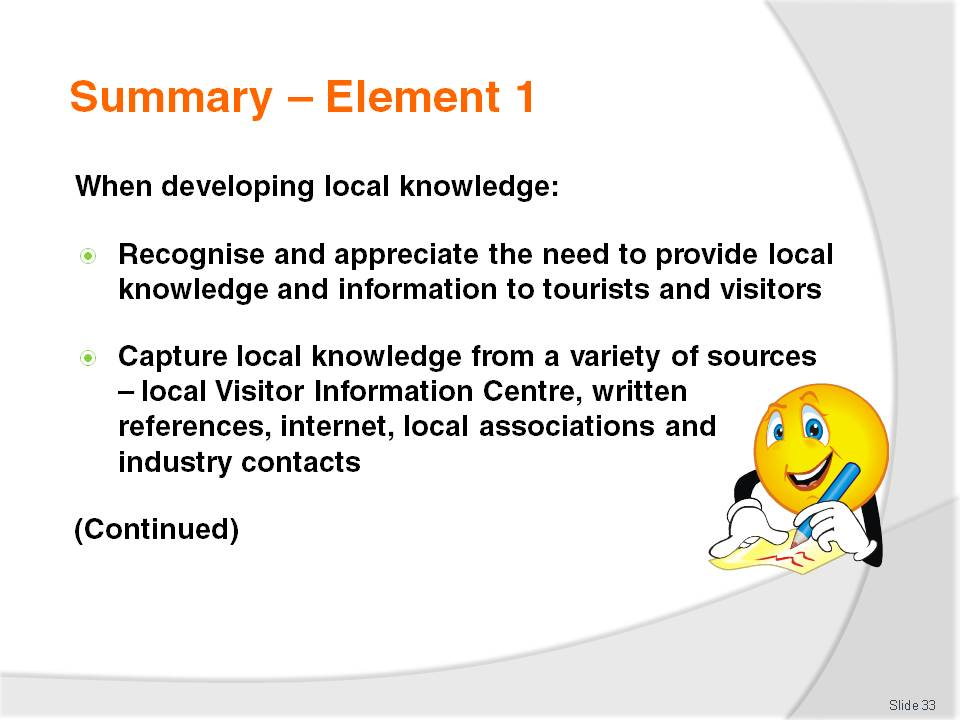 Summary – Element 1
When developing local knowledge:
Recognise and appreciate the need to provide local
knowledge and information to tourists and visitors
Capture local knowledge from a variety of sources
– local Visitor Information Centre, written
references, internet, local associations and
industry contacts
(Continued)
Slide 33